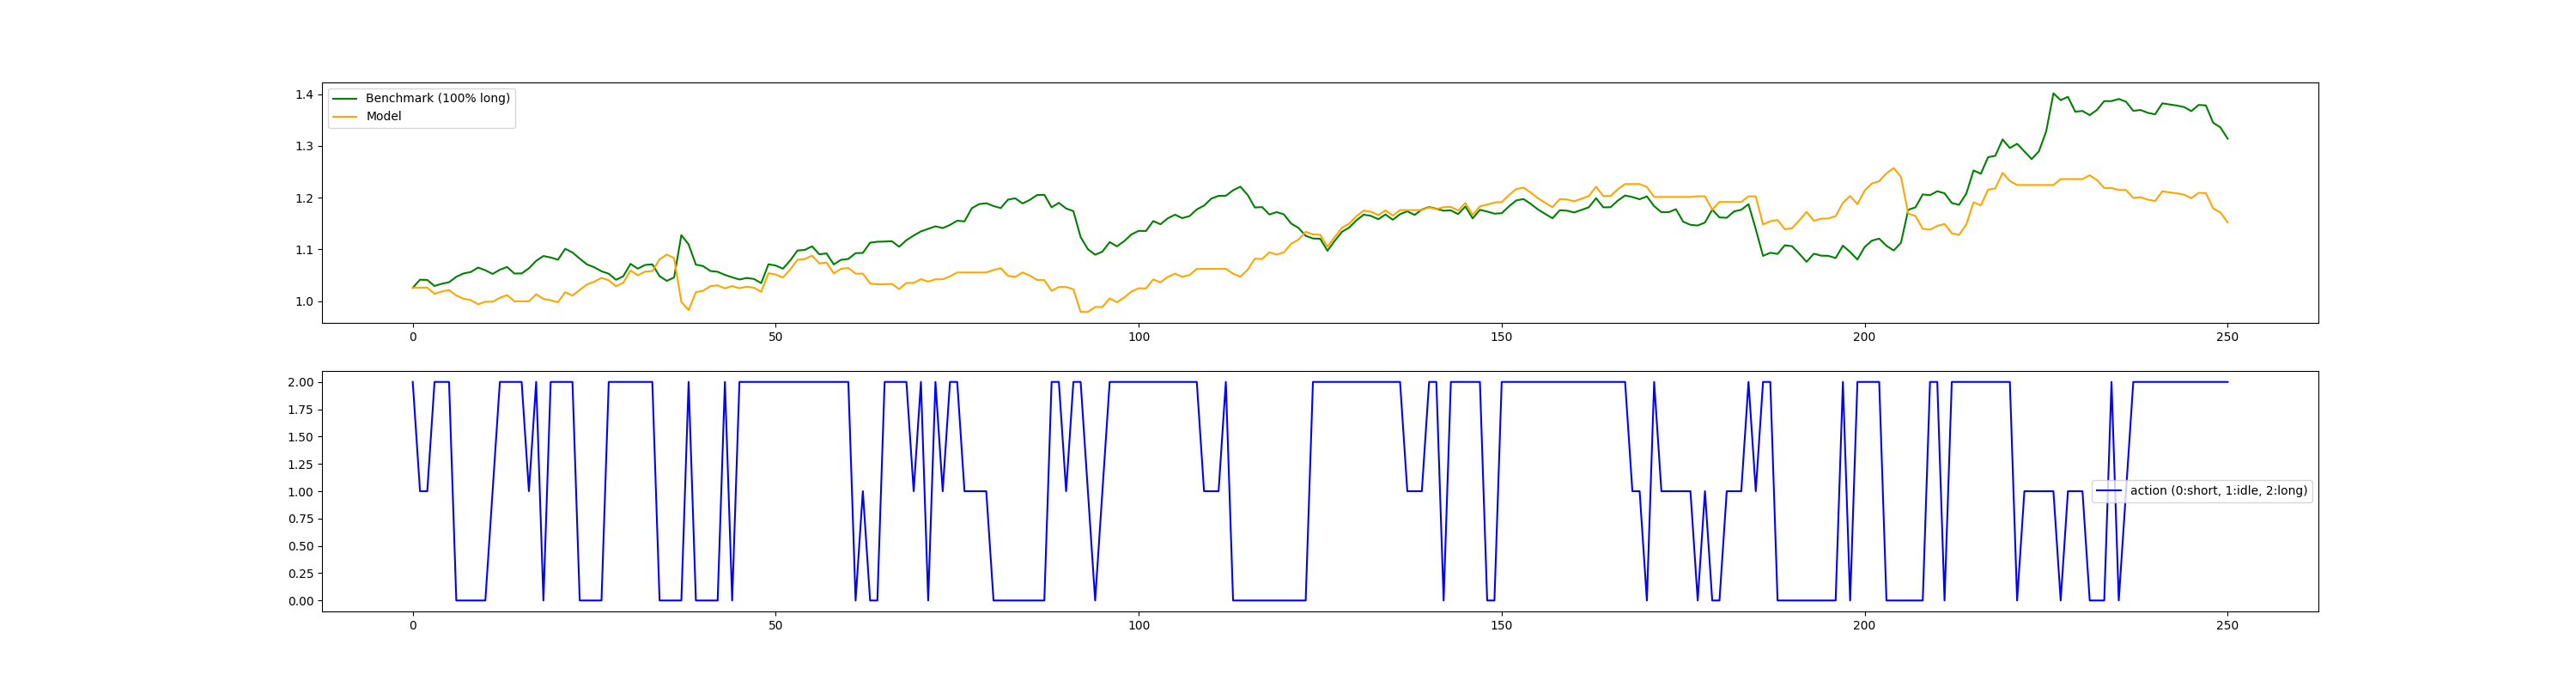 1.4
1.3
1.2
1.1
1.0
Benchmark (100% long)
Model
0 50 100 150 200 250
2.00
1.75
1.50
1.25
1.00
0.75
0.50
0.25
0.00
action (0:short, 1:idle, 2:long)
0 50 100 150 200 250